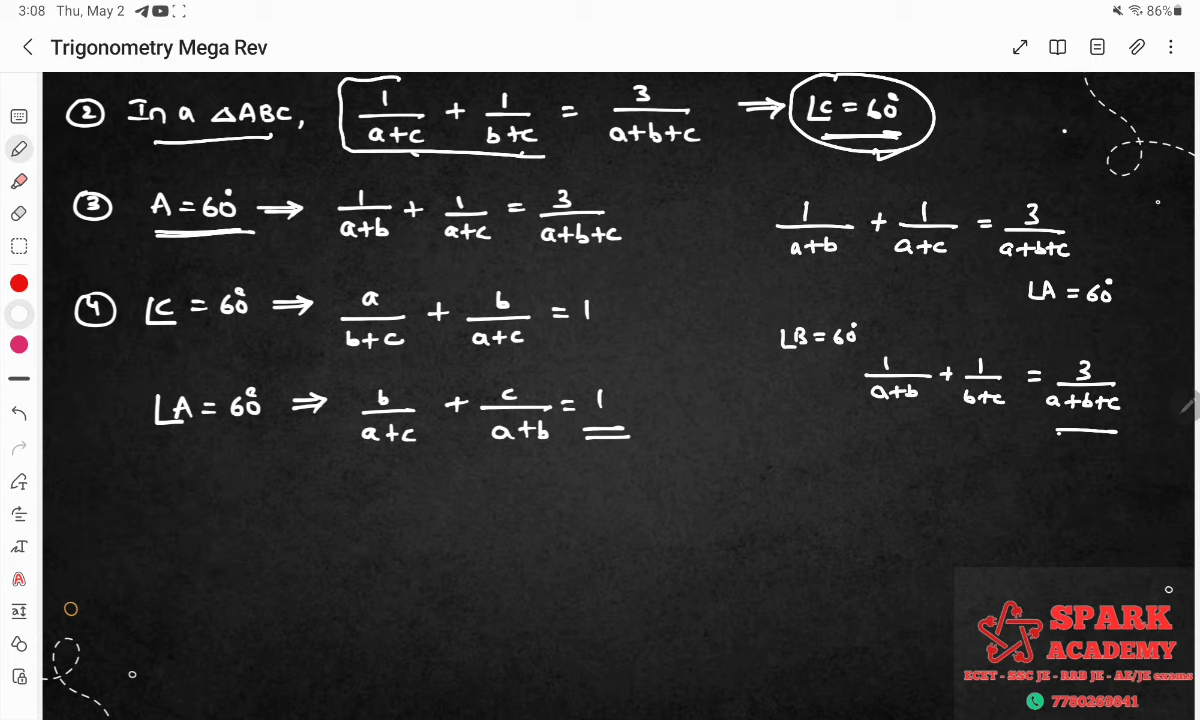 3:08 Thu, May 2 86%
Trigonometry Mega Rev
② In a △ABC, 1/(a+c) + 1/(b+c) = 3/(a+b+c) ⟹ ∠C = 60°
③ A = 60° ⟹ 1/(a+b) + 1/(a+c) = 3/(a+b+c)
④ ∠C = 60° ⟹ a/(b+c) + b/(a+c) = 1
∠A = 60° ⟹ b/(a+c) + c/(a+b) = 1
1/(a+b) + 1/(a+c) = 3/(a+b+c)
∠A = 60°
∠B = 60°
1/(a+b) + 1/(b+c) = 3/(a+b+c)
SPARK
ACADEMY
ECET - SSC JE - RRB JE - AE/JE exams
7780269841